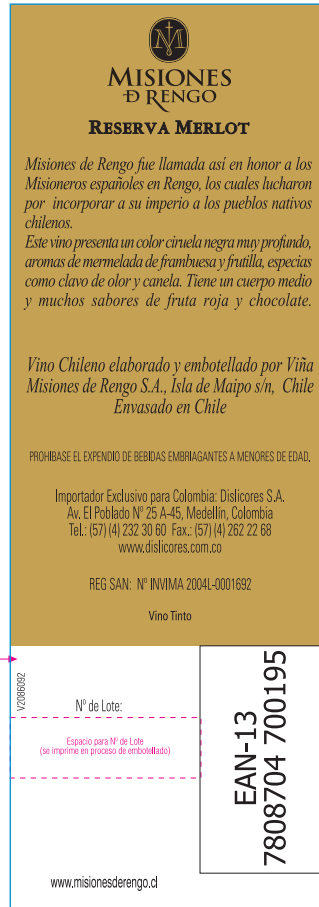 MISIONES
D RENGO
RESERVA MERLOT
Misiones de Rengo fue llamada así en honor a los
Misioneros españoles en Rengo, los cuales lucharon
por incorporar a su imperio a los pueblos nativos
chilenos.
Este vino presenta un color ciruela negra muy profundo,
aromas de mermelada de frambuesa y frutilla, especias
como clavo de olor y canela. Tiene un cuerpo medio
y muchos sabores de fruta roja y chocolate.
Vino Chileno elaborado y embotellado por Viña
Misiones de Rengo S.A., Isla de Maipo s/n, Chile
Envasado en Chile
PROHIBASE EL EXPENDIO DE BEBIDAS EMBRIAGANTES A MENORES DE EDAD.
Importador Exclusivo para Colombia: Dislicores S.A.
Av. El Poblado Nº 25 A-45, Medellín, Colombia
Tel.: (57) (4) 232 30 60 Fax.: (57) (4) 262 22 68
www.dislicores.com.co
REG SAN: Nº INVIMA 2004L-0001692
Vino Tinto
V2086092
Nº de Lote:
Espacio para Nº de Lote
(se imprime en proceso de embotellado)
EAN-13
7808704 700195
www.misionesderengo.cl